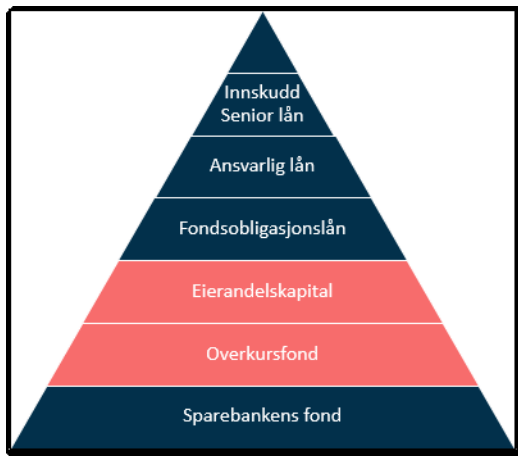 Innskudd
Senior lån
Ansvarlig lån
Fondsobligasjonslån
Eierandelskapital
Overkursfond
Sparebankens fond